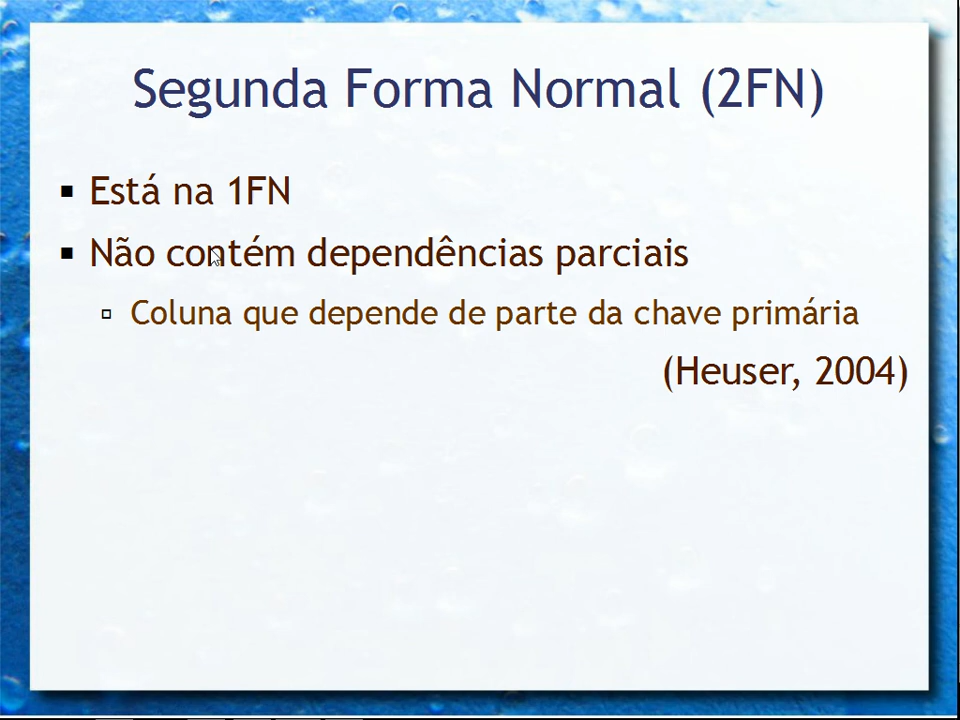 Segunda Forma Normal (2FN)
Está na 1FN
Não contém dependências parciais
Coluna que depende de parte da chave primária
(Heuser, 2004)